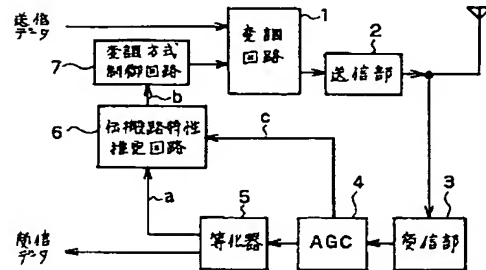 送信
データ
変調
回路
1
送信部
2
変調方式
制御回路
7
b
伝搬路特性
推定回路
6
c
a
5
等化器
4
AGC
3
受信部
受信
データ